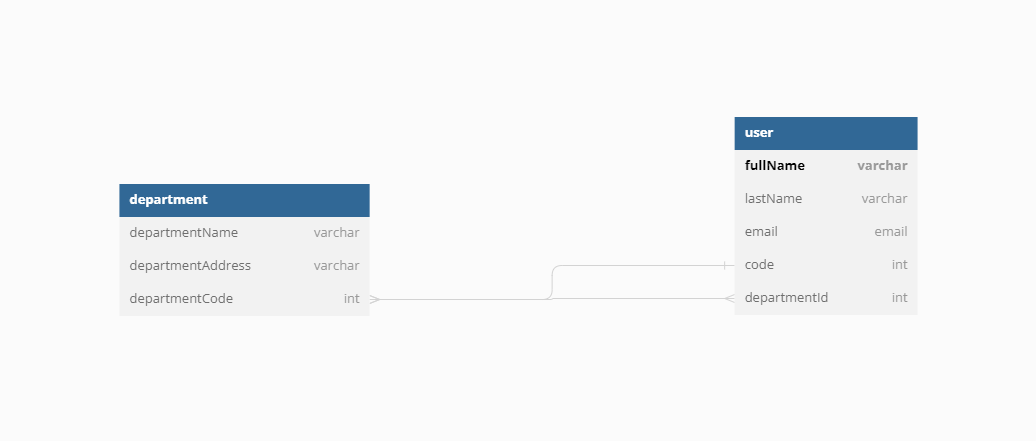 department
departmentName varchar
departmentAddress varchar
departmentCode int
user
fullName varchar
lastName varchar
email email
code int
departmentId int